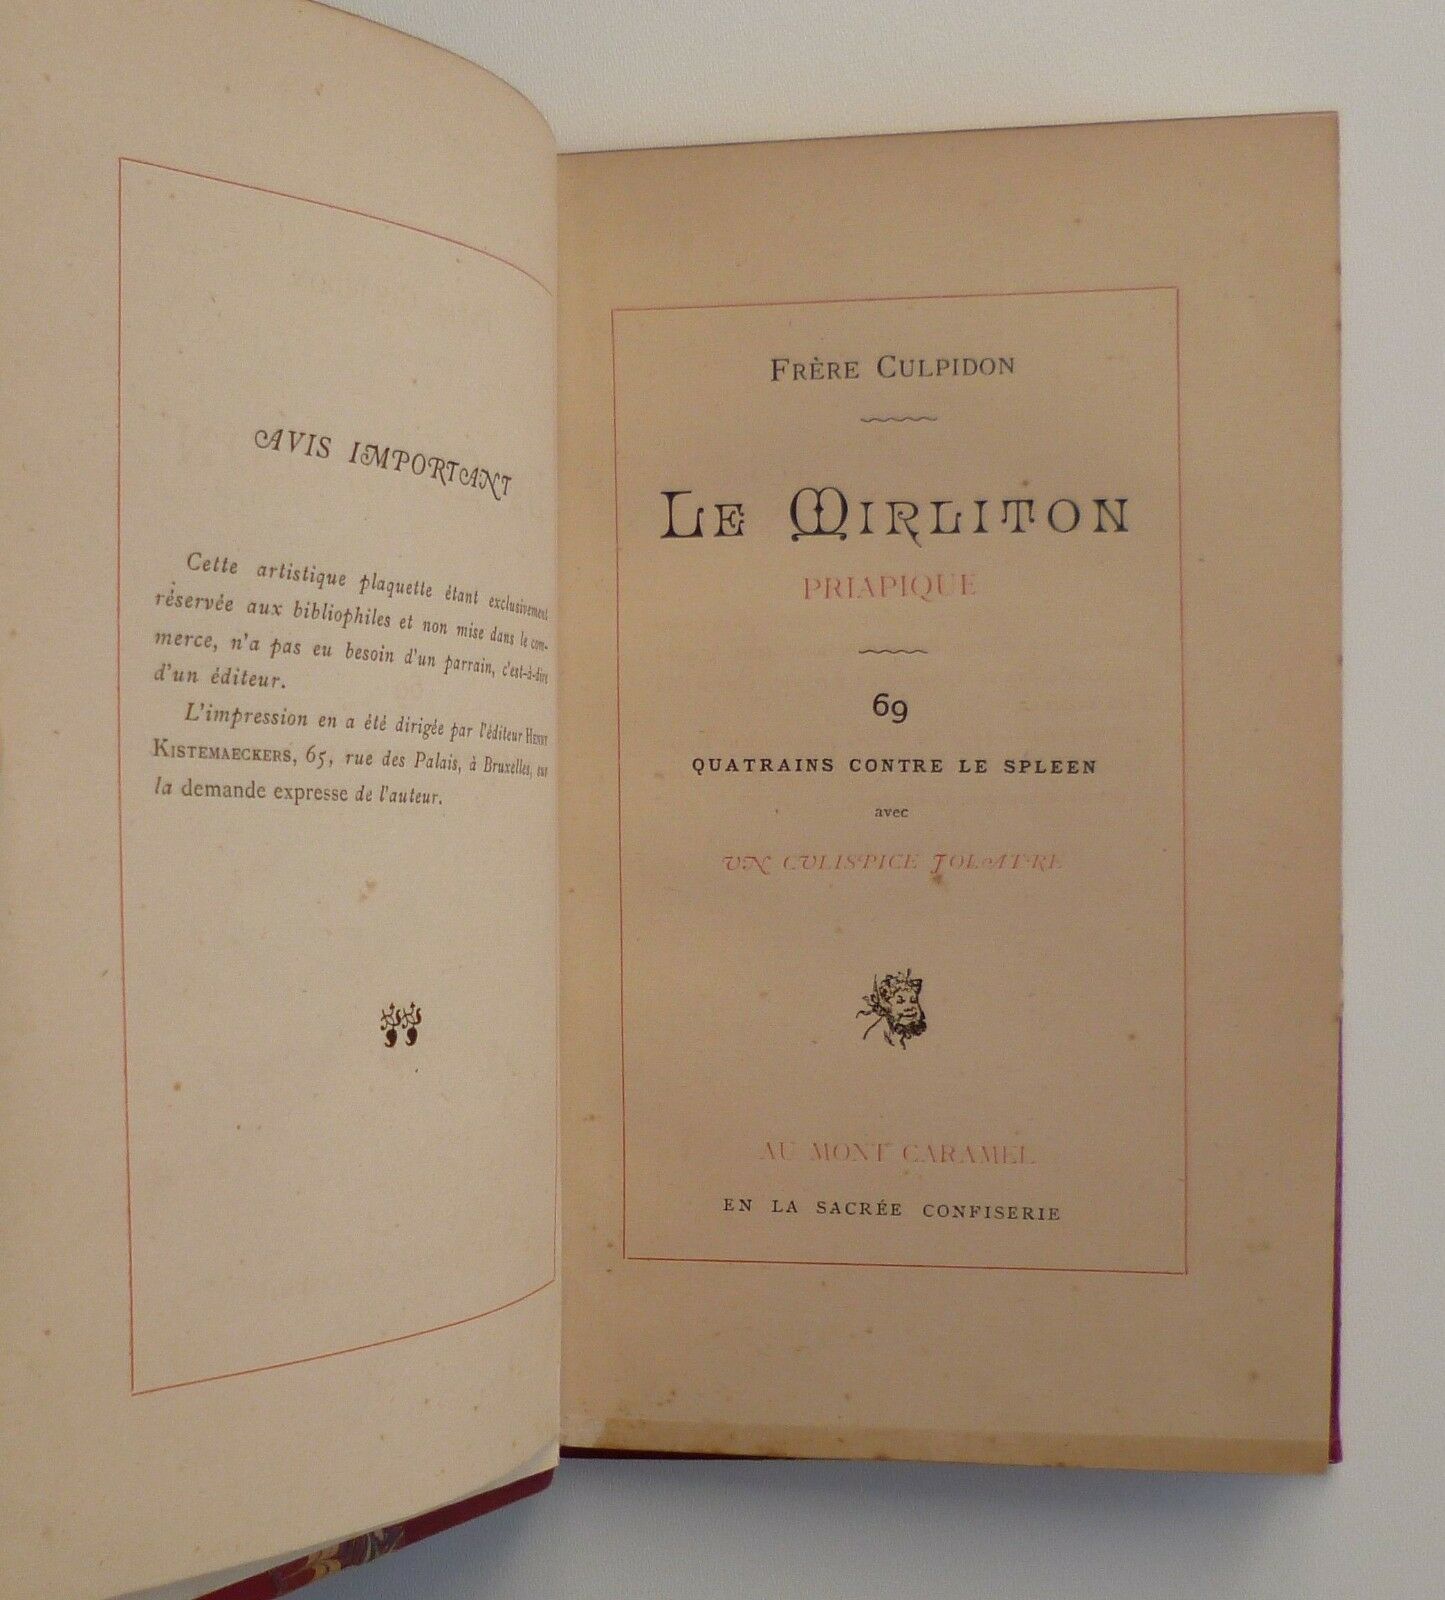 AVIS IMPORTANT
Cette artistique plaquette étant exclusivement
réservée aux bibliophiles et non mise dans le com-
merce, n'a pas eu besoin d'un parrain, c'est-à-dire
d'un éditeur.
L'impression en a été dirigée par l'éditeur HENRY
KISTEMAECKERS, 65, rue des Palais, à Bruxelles, sur
la demande expresse de l'auteur.
FRÈRE CULPIDON
LE MIRLITON
PRIAPIQUE
69
QUATRAINS CONTRE LE SPLEEN
avec
UN CULISPICE FOLATRE
AU MONT CARAMEL
EN LA SACRÉE CONFISERIE